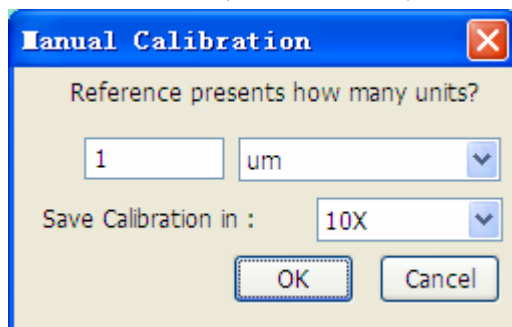 Manual Calibration
Reference presents how many units?
1 um
Save Calibration in : 10X
OK Cancel